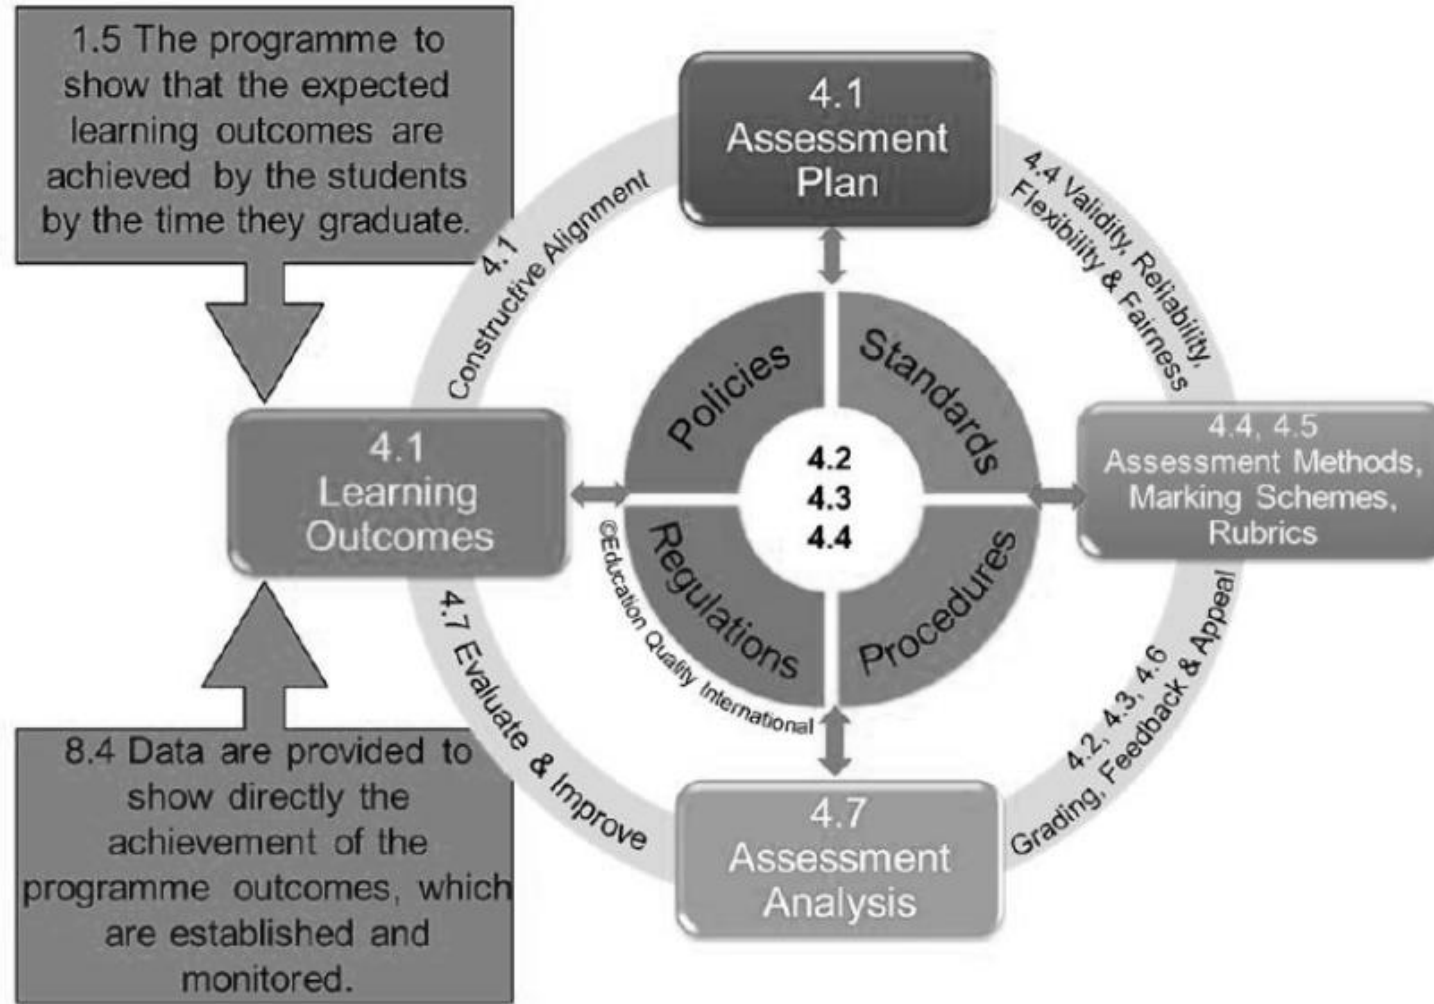 1.5 The programme to
show that the expected
learning outcomes are
achieved by the students
by the time they graduate.
4.1
Assessment
Plan
4.1
Constructive Alignment
4.4 Validity, Reliability,
Flexibility & Fairness
Policies
Standards
4.1
Learning
Outcomes
4.2
4.3
4.4
4.4, 4.5
Assessment Methods,
Marking Schemes,
Rubrics
Regulations
Procedures
©Education Quality International
4.7 Evaluate & Improve
4.2, 4.3, 4.6
Grading, Feedback & Appeal
8.4 Data are provided to
show directly the
achievement of the
programme outcomes, which
are established and
monitored.
4.7
Assessment
Analysis